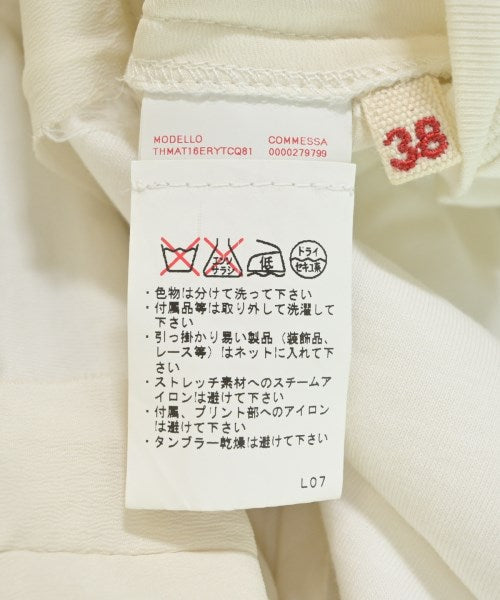 MODELLO COMMESSA
THMAT16ERYTCQ81 0000279799
38
エンソ
サラシ
低
ドライ
セキユ系
・色物は分けて洗って下さい
・付属品等は取り外して洗濯して
下さい
・引っ掛かり易い製品（装飾品、
レース等）はネットに入れて下
さい
・ストレッチ素材へのスチームア
イロンは避けて下さい
・付属、プリント部へのアイロン
は避けて下さい
・タンブラー乾燥は避けて下さい
L07